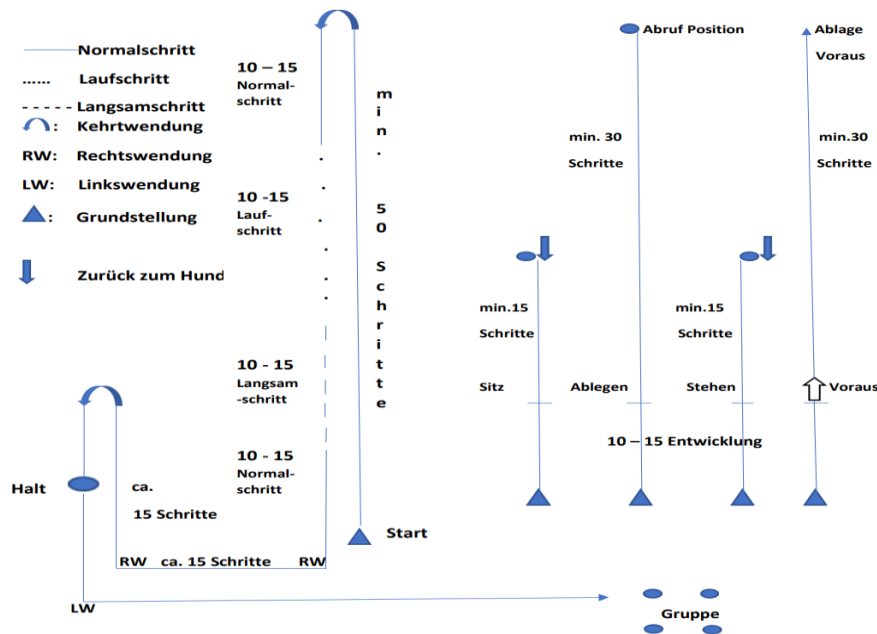 Normalschritt
...... Laufschritt
- - - - - Langsamschritt
: Kehrtwendung
RW: Rechtswendung
LW: Linkswendung
: Grundstellung
Zurück zum Hund
10 – 15
Normal-
schritt
10 -15
Lauf-
schritt
10 - 15
Langsam
-schritt
10 - 15
Normal-
schritt
min. 50 Schritte
Halt
ca.
15 Schritte
RW ca. 15 Schritte RW
Start
LW
Gruppe
Abruf Position
Ablage
Voraus
min. 30
Schritte
min.30
Schritte
min.15
Schritte
min.15
Schritte
Sitz Ablegen Stehen Voraus
10 – 15 Entwicklung